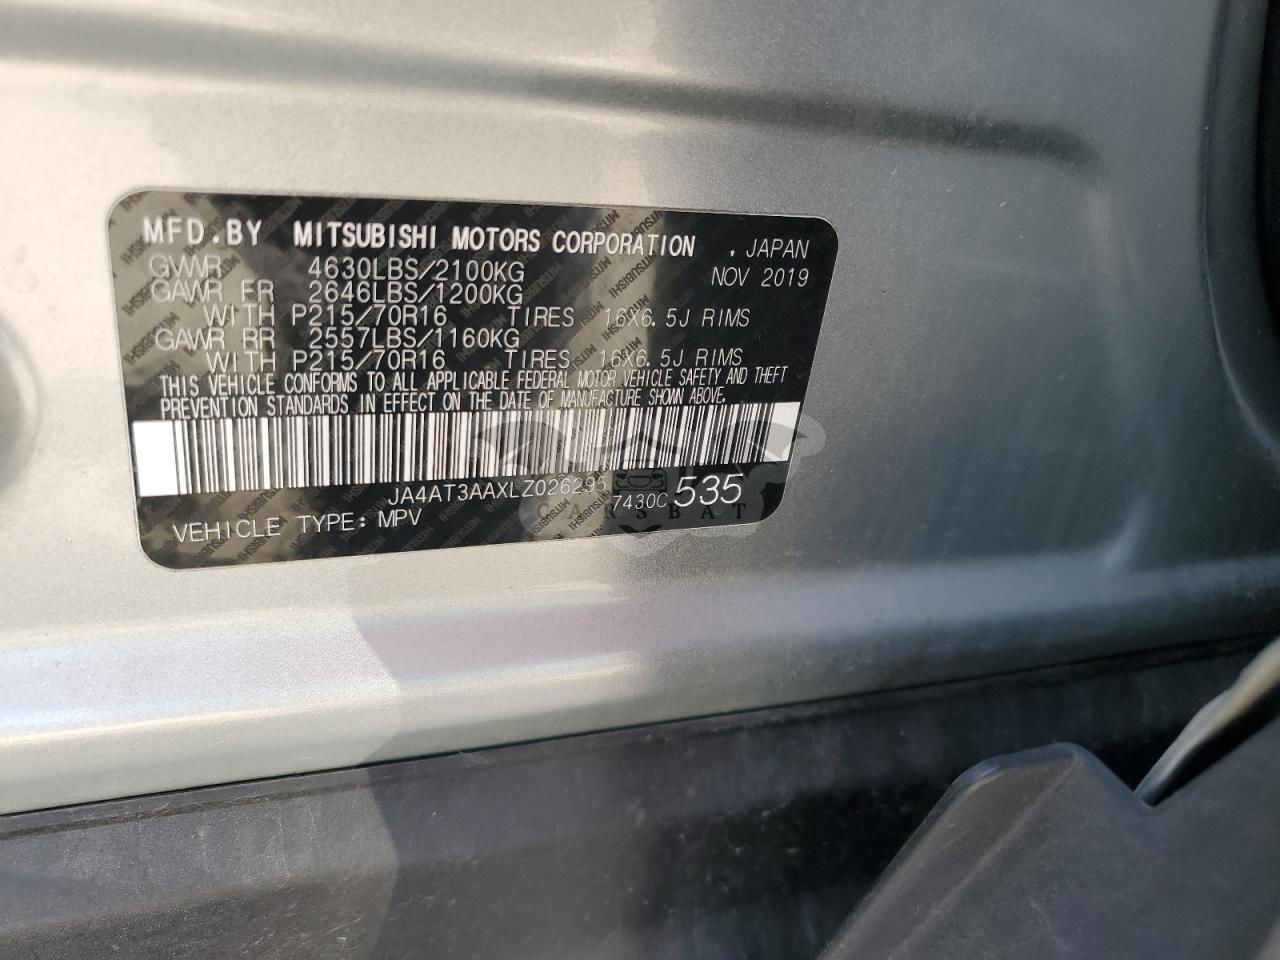 MFD.BY MITSUBISHI MOTORS CORPORATION , JAPAN
GVWR 4630LBS/2100KG NOV 2019
GAWR FR 2646LBS/1200KG
WITH P215/70R16 TIRES 16X6.5J RIMS
GAWR RR 2557LBS/1160KG
WITH P215/70R16 TIRES 16X6.5J RIMS
THIS VEHICLE CONFORMS TO ALL APPLICABLE FEDERAL MOTOR VEHICLE SAFETY AND THEFT
PREVENTION STANDARDS IN EFFECT ON THE DATE OF MANUFACTURE SHOWN ABOVE.
JA4AT3AAXLZ026295 7430C 535
VEHICLE TYPE: MPV
CARSBAT